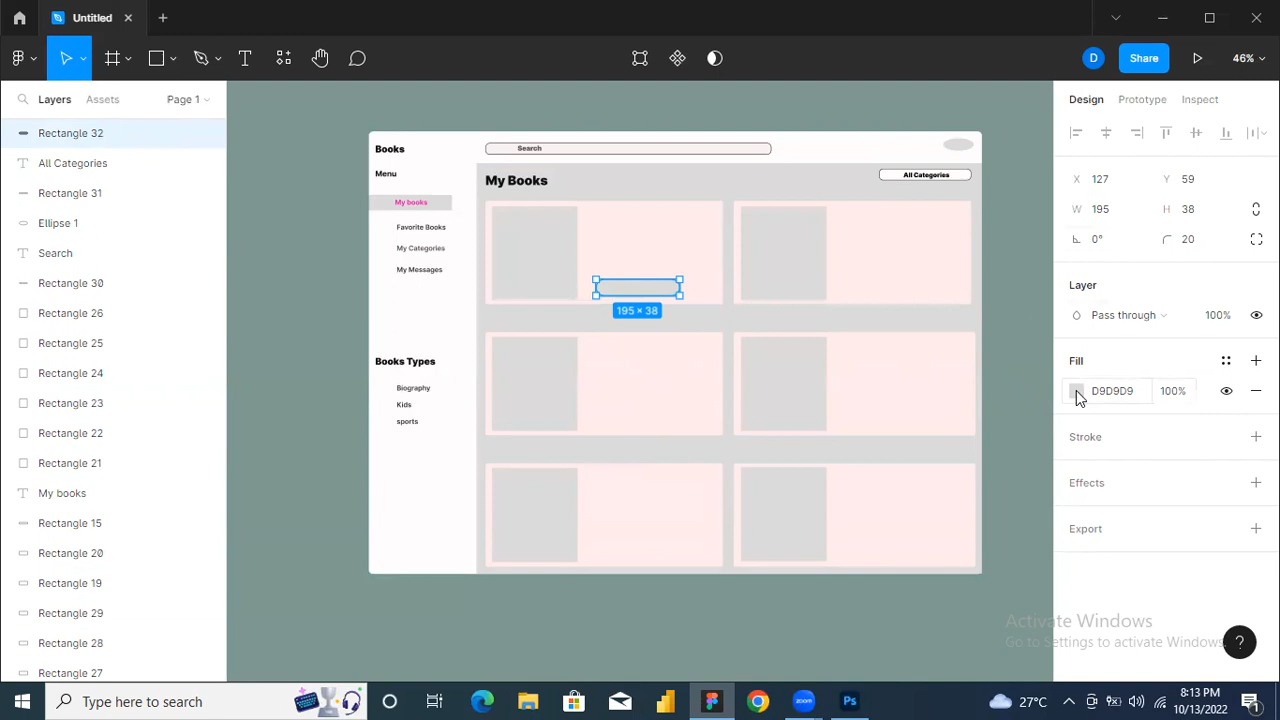 Untitled
Share
46%
Layers
Assets
Page 1
Rectangle 32
All Categories
Rectangle 31
Ellipse 1
Search
Rectangle 30
Rectangle 26
Rectangle 25
Rectangle 24
Rectangle 23
Rectangle 22
Rectangle 21
My books
Rectangle 15
Rectangle 20
Rectangle 19
Rectangle 29
Rectangle 28
Rectangle 27
Books
Search
Menu
My Books
All Categories
My books
Favorite Books
My Categories
My Messages
195 × 38
Books Types
Biography
Kids
sports
D
Design
Prototype
Inspect
X 127
Y 59
W 195
H 38
0°
20
Layer
Pass through
100%
Fill
D9D9D9
100%
Stroke
Effects
Export
Activate Windows
Go to Settings to activate Windows.
?
Type here to search
Ps
27°C
8:13 PM
10/13/2022
1